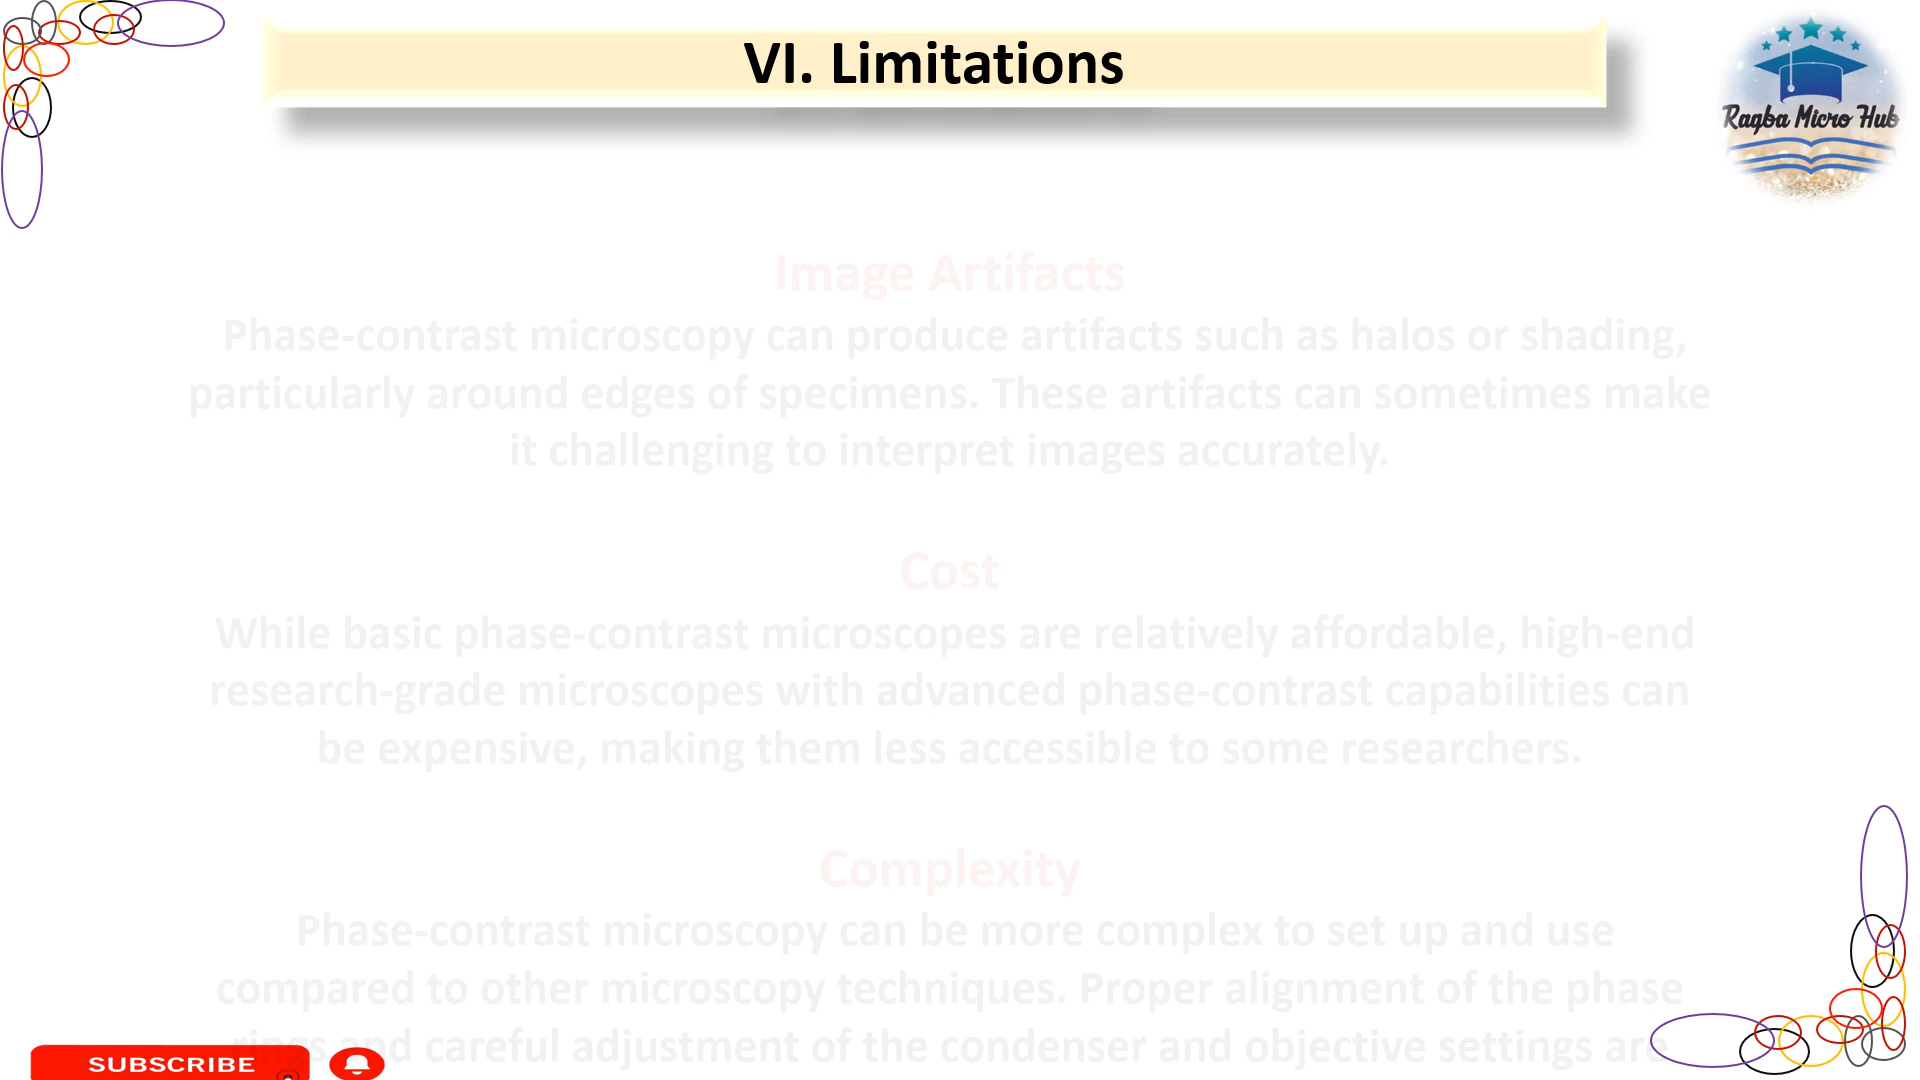 VI. Limitations
Raqba Micro Hub
Image Artifacts
Phase-contrast microscopy can produce artifacts such as halos or shading,
particularly around edges of specimens. These artifacts can sometimes make
it challenging to interpret images accurately.
Cost
While basic phase-contrast microscopes are relatively affordable, high-end
research-grade microscopes with advanced phase-contrast capabilities can
be expensive, making them less accessible to some researchers.
Complexity
Phase-contrast microscopy can be more complex to set up and use
compared to other microscopy techniques. Proper alignment of the phase
rings and careful adjustment of the condenser and objective settings are
SUBSCRIBE